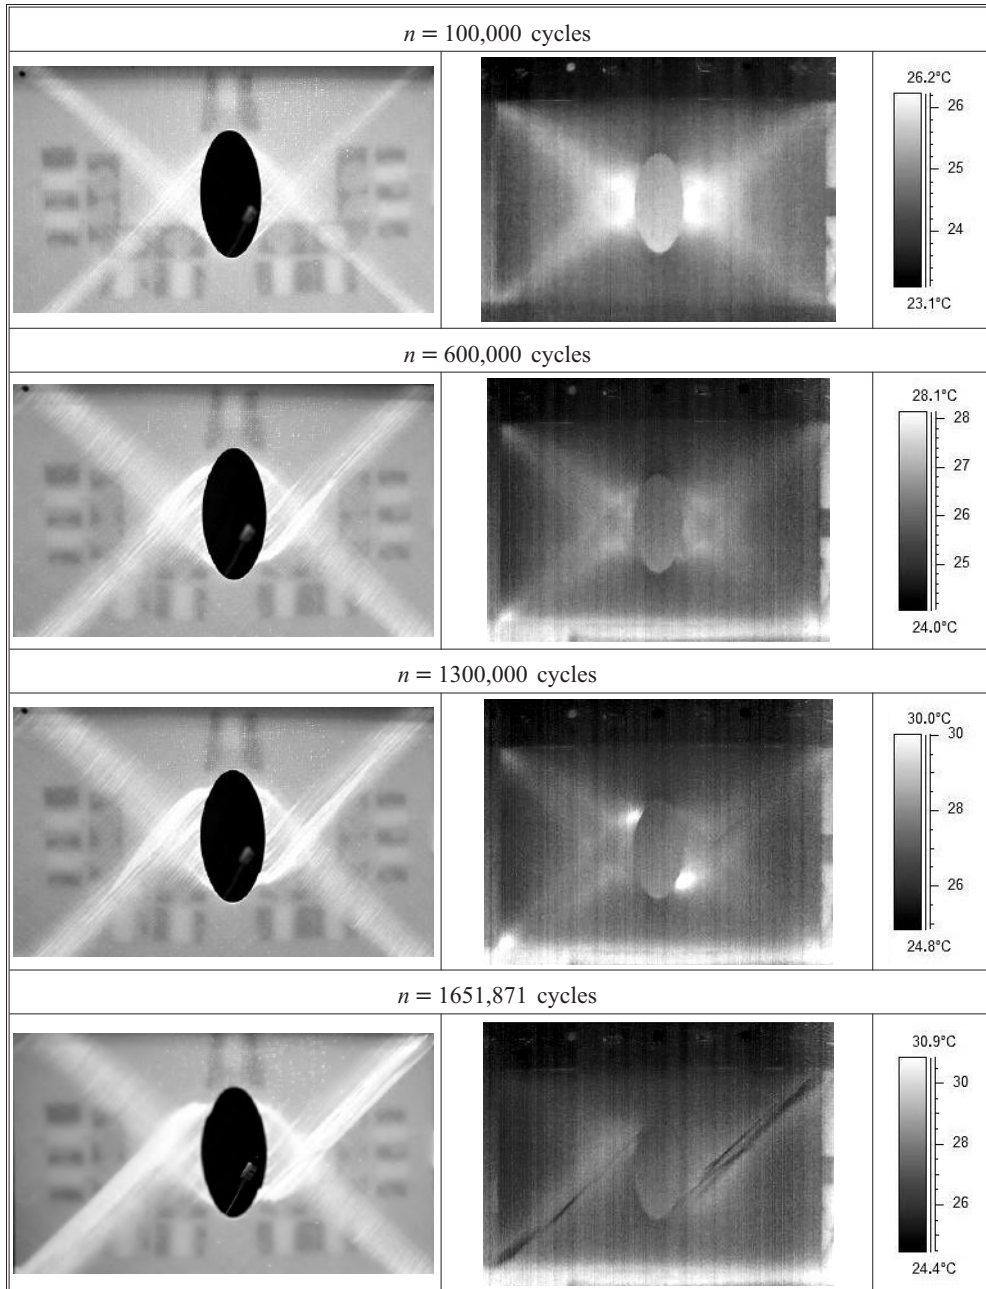 n = 100,000 cycles
26.2°C
26
25
24
23.1°C
n = 600,000 cycles
28.1°C
28
27
26
25
24.0°C
n = 1300,000 cycles
30.0°C
30
28
26
24.8°C
n = 1651,871 cycles
30.9°C
30
28
26
24.4°C